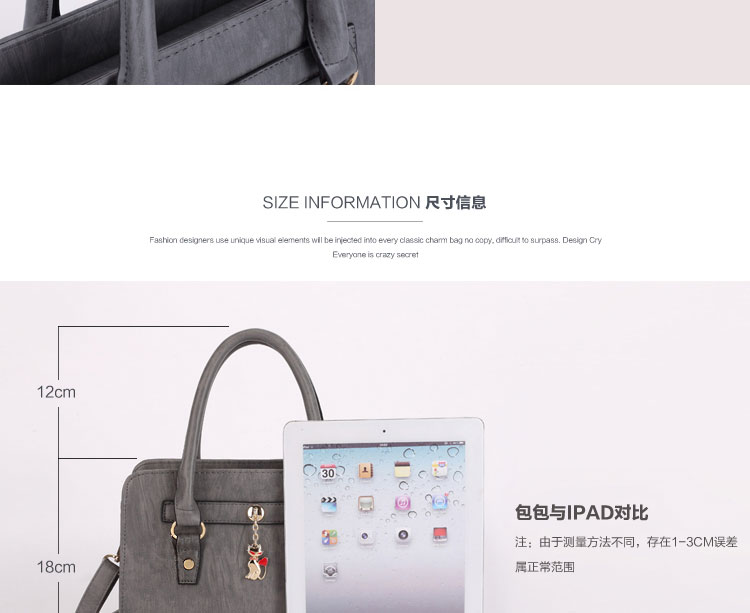 SIZE INFORMATION 尺寸信息
Fashion designers use unique visual elements will be injected into every classic charm bag no copy, difficult to surpass. Design Cry
Everyone is crazy secret
12cm
30
包包与IPAD对比
注：由于测量方法不同，存在1-3CM误差
属正常范围
18cm